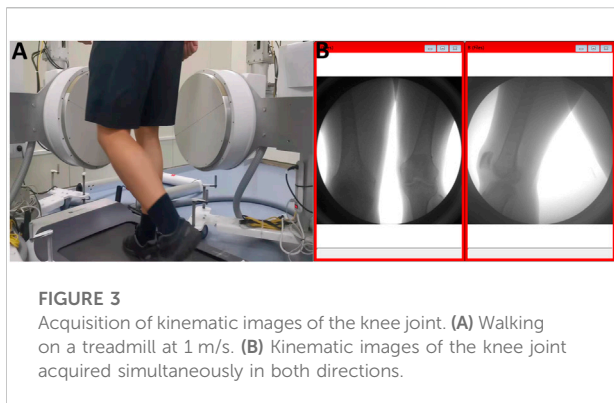 A
B
FIGURE 3
Acquisition of kinematic images of the knee joint. (A) Walking
on a treadmill at 1 m/s. (B) Kinematic images of the knee joint
acquired simultaneously in both directions.